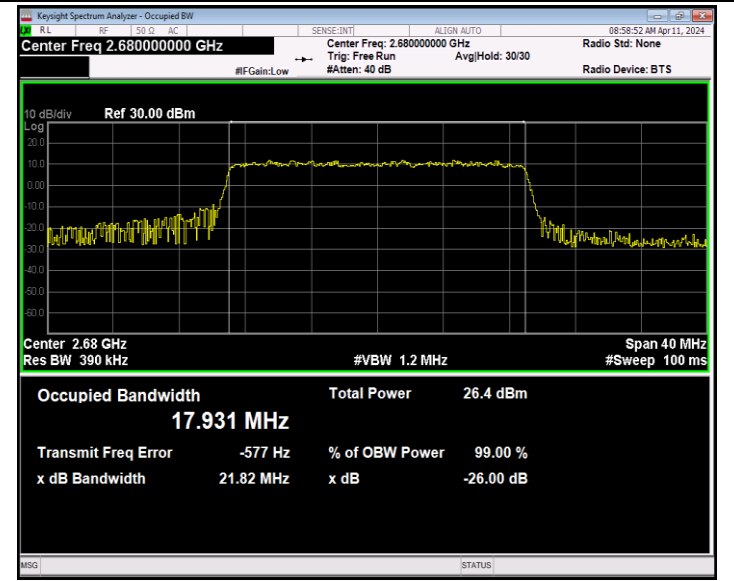 Keysight Spectrum Analyzer - Occupied BW
RL RF 50 Ω AC SENSE:INT ALIGN AUTO 08:58:52 AM Apr 11, 2024
Center Freq 2.680000000 GHz Center Freq: 2.680000000 GHz Radio Std: None
Trig: Free Run Avg|Hold: 30/30
#IFGain:Low #Atten: 40 dB Radio Device: BTS
10 dB/div Ref 30.00 dBm
Log
20.0
10.0
0.00
-10.0
-20.0
-30.0
-40.0
-50.0
-60.0
Center 2.68 GHz Span 40 MHz
Res BW 390 kHz #VBW 1.2 MHz #Sweep 100 ms
Occupied Bandwidth Total Power 26.4 dBm
17.931 MHz
Transmit Freq Error -577 Hz % of OBW Power 99.00 %
x dB Bandwidth 21.82 MHz x dB -26.00 dB
MSG STATUS